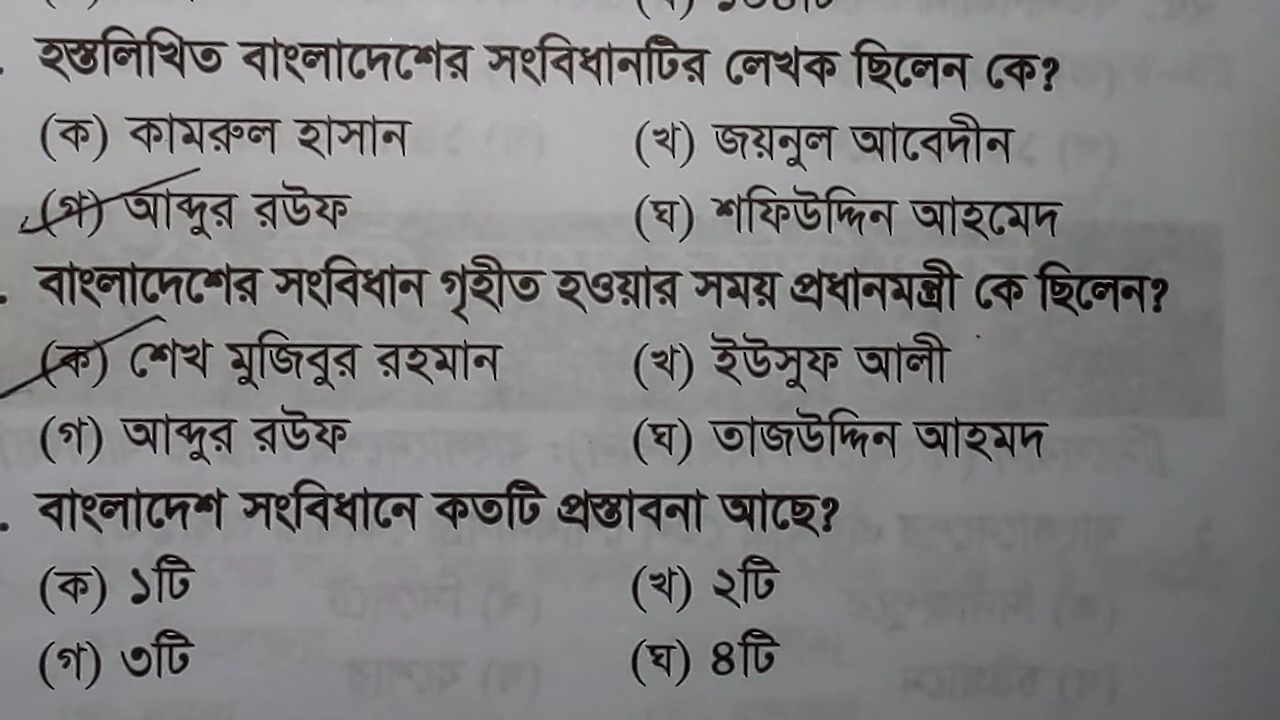 হস্তলিখিত বাংলাদেশের সংবিধানটির লেখক ছিলেন কে?
(ক) কামরুল হাসান (খ) জয়নুল আবেদীন
(গ) আব্দুর রউফ (ঘ) শফিউদ্দিন আহমেদ
বাংলাদেশের সংবিধান গৃহীত হওয়ার সময় প্রধানমন্ত্রী কে ছিলেন?
(ক) শেখ মুজিবুর রহমান (খ) ইউসুফ আলী
(গ) আব্দুর রউফ (ঘ) তাজউদ্দিন আহমদ
বাংলাদেশ সংবিধানে কতটি প্রস্তাবনা আছে?
(ক) ১টি (খ) ২টি
(গ) ৩টি (ঘ) ৪টি